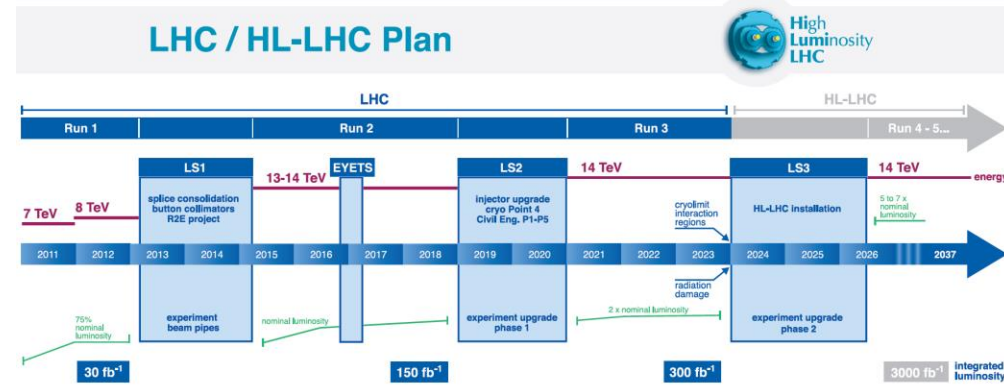 LHC / HL-LHC Plan
High
Luminosity
LHC
LHC
HL-LHC
Run 1
Run 2
Run 3
Run 4 - 5...
LS1
EYETS
LS2
LS3
13-14 TeV
14 TeV
14 TeV
energy
splice consolidation
button collimators
R2E project
injector upgrade
cryo Point 4
Civil Eng. P1-P5
cryolimit
interaction
regions
HL-LHC installation
5 to 7 x
nominal
luminosity
7 TeV
8 TeV
2011 2012 2013 2014 2015 2016 2017 2018 2019 2020 2021 2022 2023 2024 2025 2026 2037
radiation
damage
75%
nominal
luminosity
experiment
beam pipes
nominal luminosity
experiment upgrade
phase 1
2 x nominal luminosity
experiment upgrade
phase 2
30 fb-1
150 fb-1
300 fb-1
3000 fb-1
integrated
luminosity